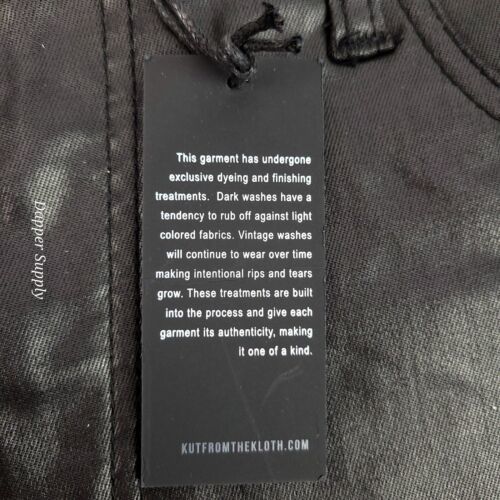 This garment has undergone
exclusive dyeing and finishing
treatments. Dark washes have a
tendency to rub off against light
colored fabrics. Vintage washes
will continue to wear over time
making intentional rips and tears
grow. These treatments are built
into the process and give each
garment its authenticity, making
it one of a kind.
KUTFROMTHEKLOTH.COM
Dapper Supply